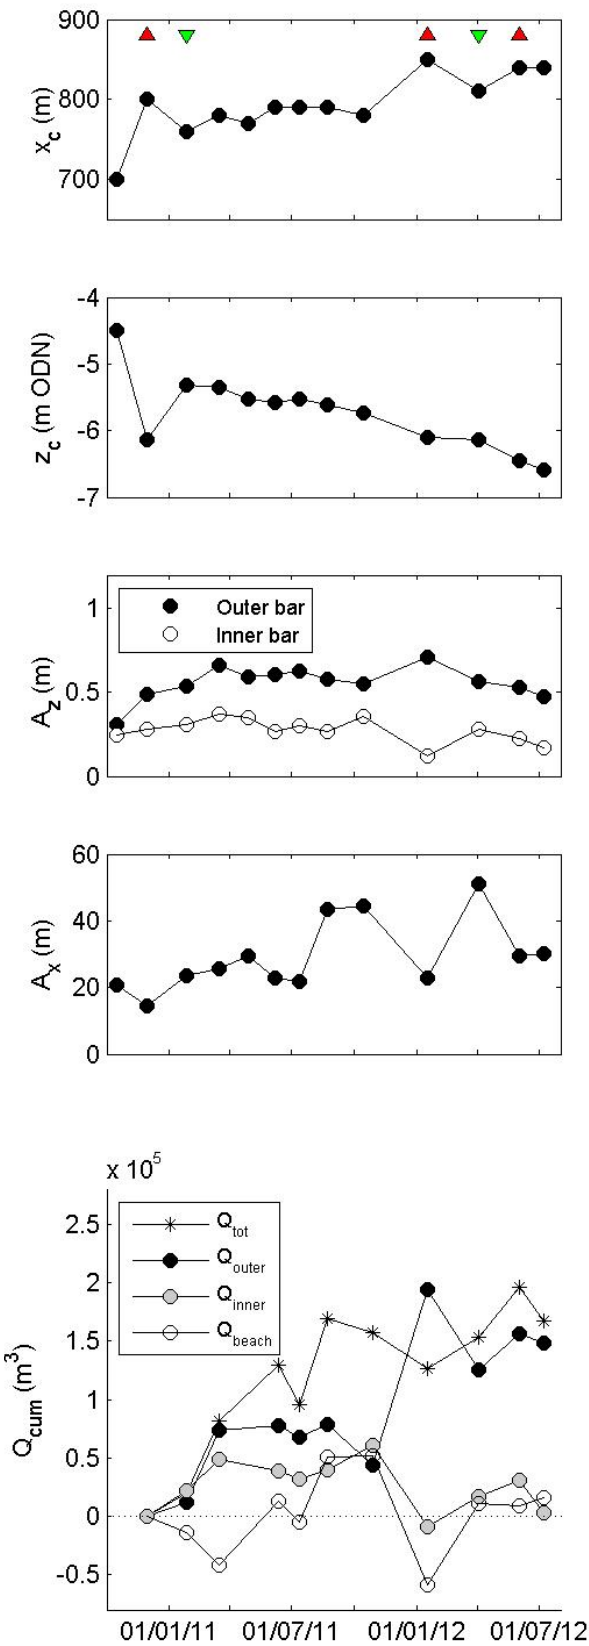 900
800
700
x_c (m)
-4
-5
-6
-7
z_c (m ODN)
1
0.5
0
A_z (m)
Outer bar
Inner bar
60
40
20
0
A_x (m)
x 10^5
2.5
2
1.5
1
0.5
0
-0.5
Q_cum (m^3)
Q_tot
Q_outer
Q_inner
Q_beach
01/01/11 01/07/11 01/01/12 01/07/12